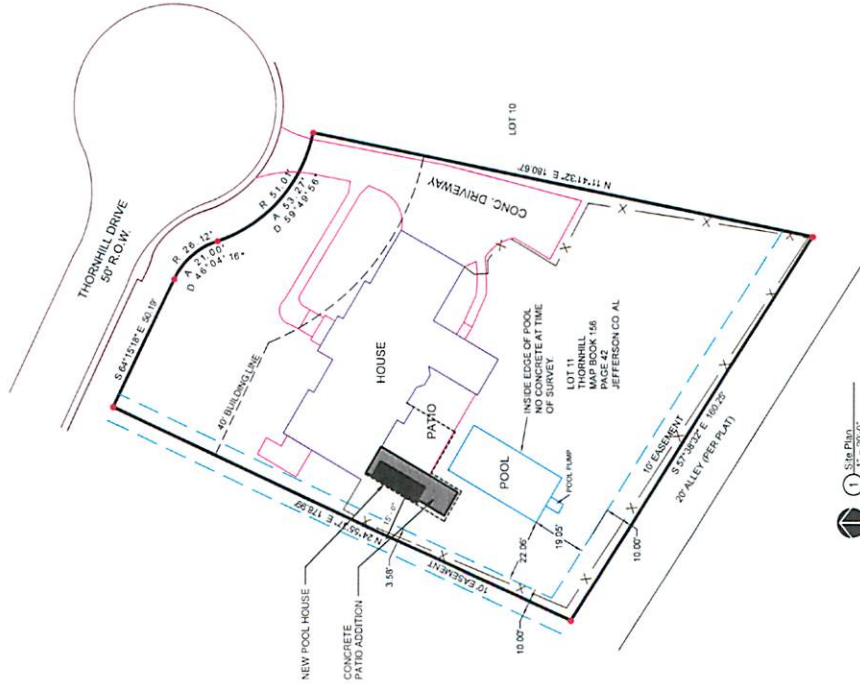 THORNHILL DRIVE
50' R.O.W.
S 64°15'18" E 50.19'
R 26.12'
A 21.00'
D 46°04'16"
R 51.01'
A 53.27'
D 59°49'56"
LOT 10
N 11°41'32" E 180.67'
CONC. DRIVEWAY
40' BUILDING LINE
HOUSE
PATIO
INSIDE EDGE OF POOL
NO CONCRETE AT TIME
OF SURVEY.
LOT 11
THORNHILL
MAP BOOK 156
PAGE 42
JEFFERSON CO AL
POOL
POOL PUMP
NEW POOL HOUSE
CONCRETE
PATIO ADDITION
15'-0"
3.58'
N 24°55'37" E 178.99'
10' EASEMENT
22.06'
19.05'
10.00'
10.00'
10' EASEMENT
S 57°38'32" E 160.25'
20' ALLEY (PER PLAT)
1 Site Plan
1" = 20'-0"